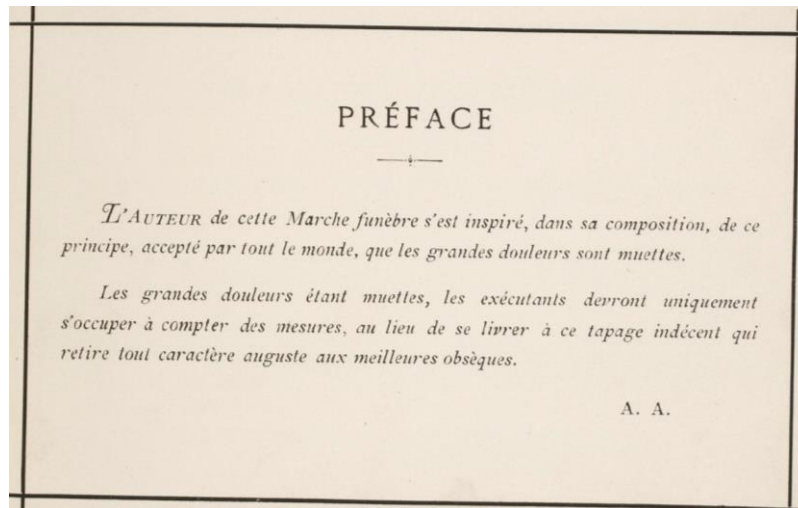 PRÉFACE
L'AUTEUR de cette Marche funèbre s'est inspiré, dans sa composition, de ce
principe, accepté par tout le monde, que les grandes douleurs sont muettes.
Les grandes douleurs étant muettes, les exécutants devront uniquement
s'occuper à compter des mesures, au lieu de se livrer à ce tapage indécent qui
retire tout caractère auguste aux meilleures obsèques.
A. A.